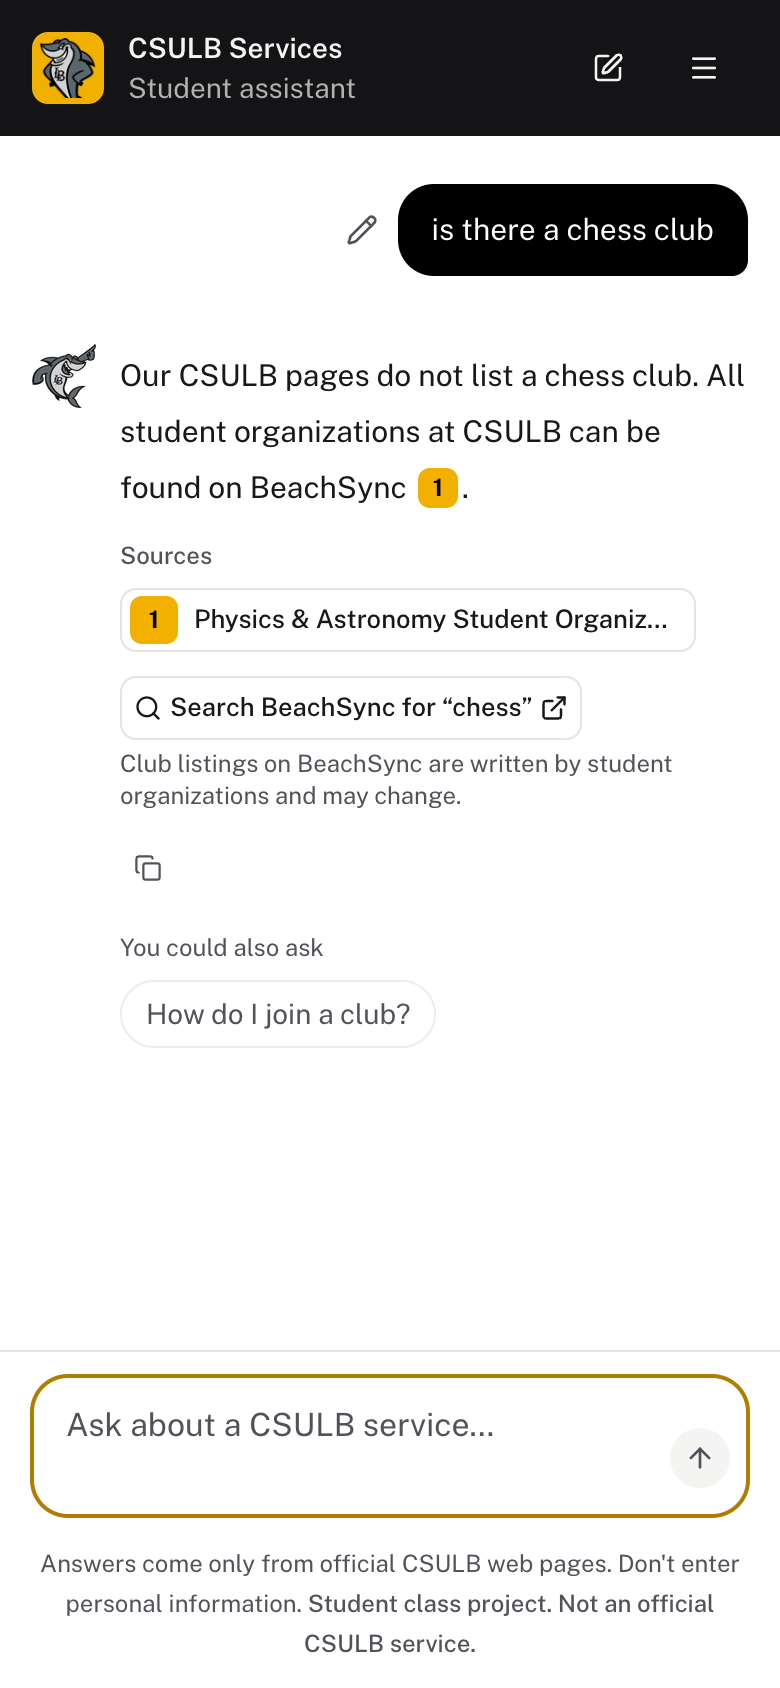 CSULB Services
Student assistant
is there a chess club
Our CSULB pages do not list a chess club. All
student organizations at CSULB can be
found on BeachSync 1.
Sources
1 Physics & Astronomy Student Organiz...
Search BeachSync for “chess”
Club listings on BeachSync are written by student
organizations and may change.
You could also ask
How do I join a club?
Ask about a CSULB service...
Answers come only from official CSULB web pages. Don't enter
personal information. Student class project. Not an official
CSULB service.